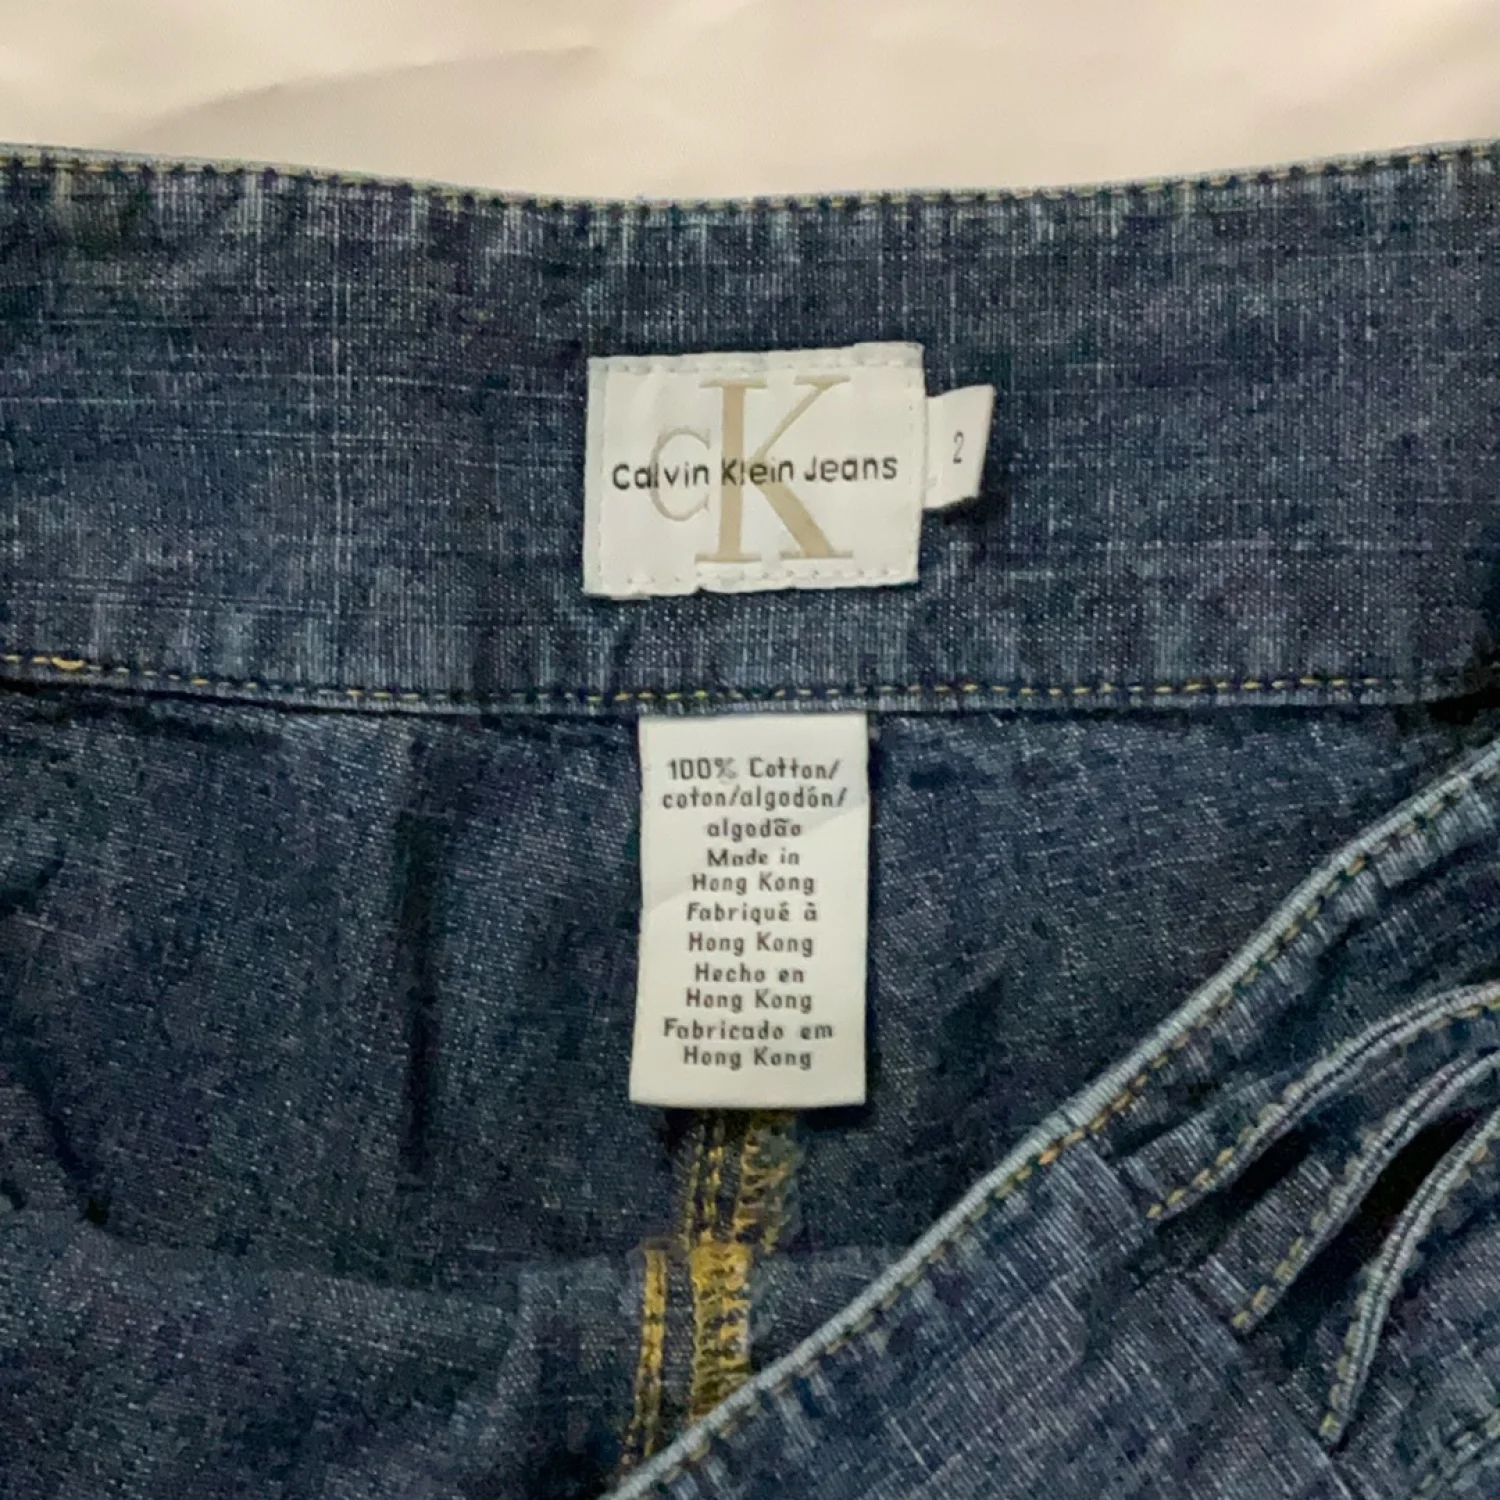 CK
Calvin Klein Jeans
2
100% Cotton/
coton/algodón/
algodão
Made in
Hong Kong
Fabriqué à
Hong Kong
Hecho en
Hong Kong
Fabricado em
Hong Kong